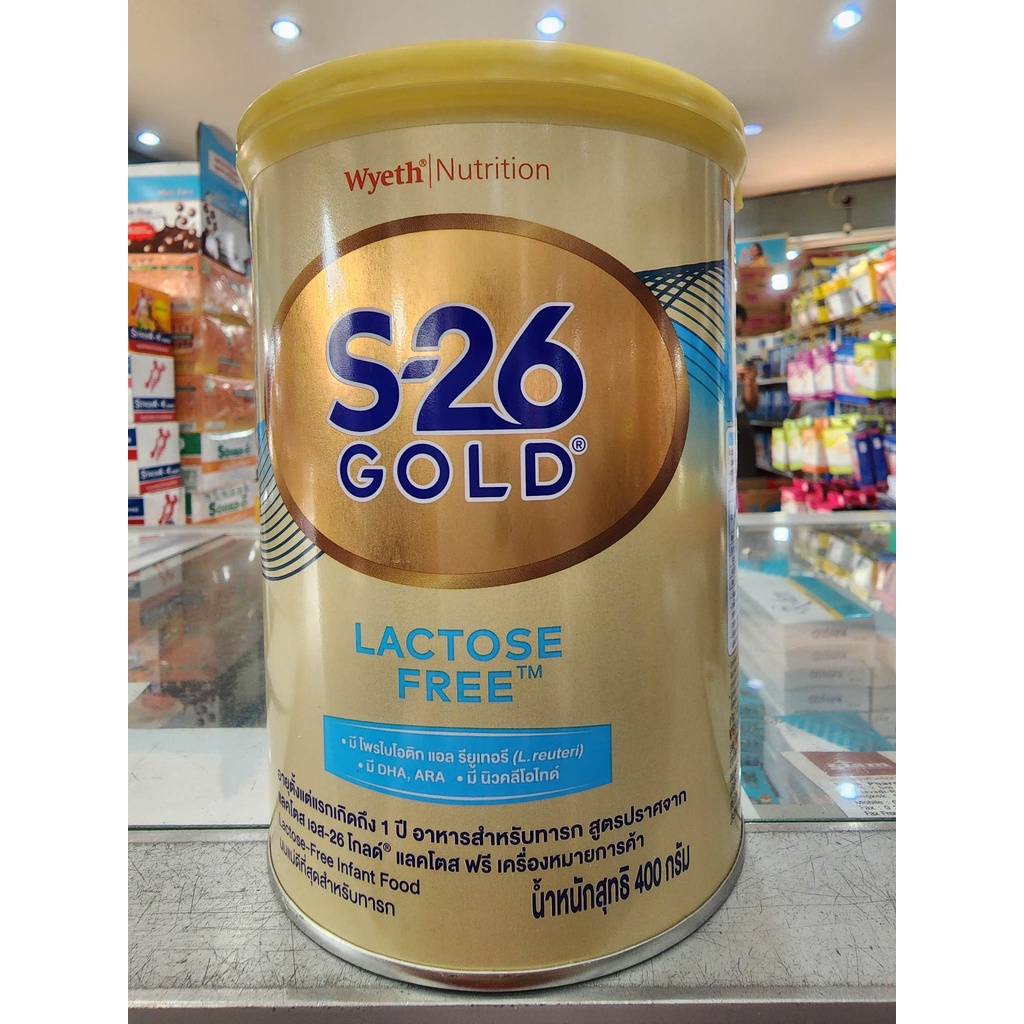 Wyeth® Nutrition
S-26
GOLD®
LACTOSE
FREE™
• มี โพรไบโอติก แอล รียูเทอรี (L.reuteri)
• มี DHA, ARA • มี นิวคลีโอไทด์
อายุตั้งแต่แรกเกิดถึง 1 ปี อาหารสำหรับทารก สูตรปราศจาก
แลคโตส เอส-26 โกลด์® แลคโตส ฟรี เครื่องหมายการค้า
Lactose-Free Infant Food
นมแม่ดีที่สุดสำหรับทารก
น้ำหนักสุทธิ 400 กรัม